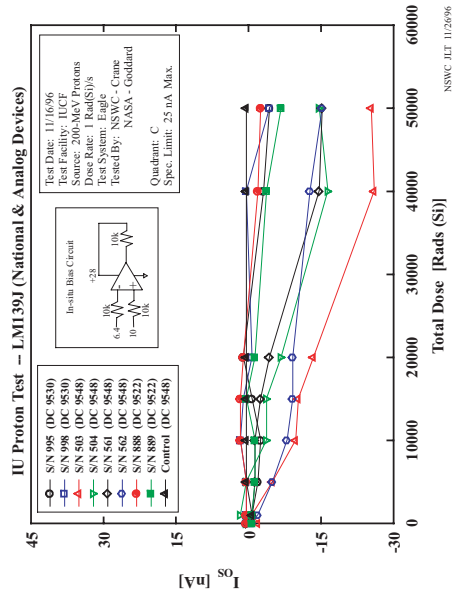 IU Proton Test -- LM139J (National & Analog Devices)
S/N 995 (DC 9530)
S/N 998 (DC 9530)
S/N 503 (DC 9548)
S/N 504 (DC 9548)
S/N 561 (DC 9548)
S/N 562 (DC 9548)
S/N 888 (DC 9522)
S/N 889 (DC 9522)
Control (DC 9548)
In-situ Bias Circuit
+28
10k
6.4
10k
10
10k
-
+
Test Date: 11/16/96
Test Facility: IUCF
Source: 200-MeV Protons
Dose Rate: 1 Rad(Si)/s
Test System: Eagle
Tested By: NSWC - Crane
NASA - Goddard
Quadrant: C
Spec. Limit: 25 nA Max.
45
30
15
0
-15
-30
I_OS [nA]
0
10000
20000
30000
40000
50000
60000
Total Dose [Rads (Si)]
NSWC JLT 11/26/96